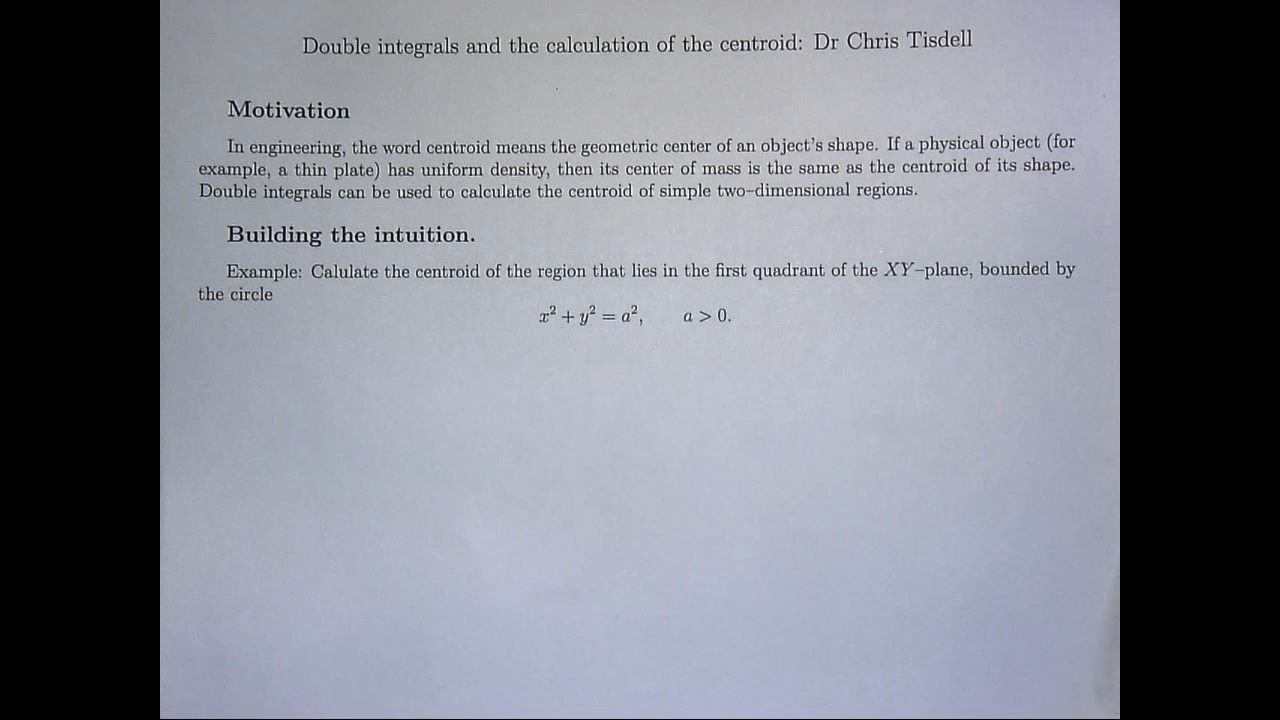 Double integrals and the calculation of the centroid: Dr Chris Tisdell
Motivation
In engineering, the word centroid means the geometric center of an object's shape. If a physical object (for
example, a thin plate) has uniform density, then its center of mass is the same as the centroid of its shape.
Double integrals can be used to calculate the centroid of simple two–dimensional regions.
Building the intuition.
Example: Calulate the centroid of the region that lies in the first quadrant of the XY–plane, bounded by
the circle
x² + y² = a², a > 0.